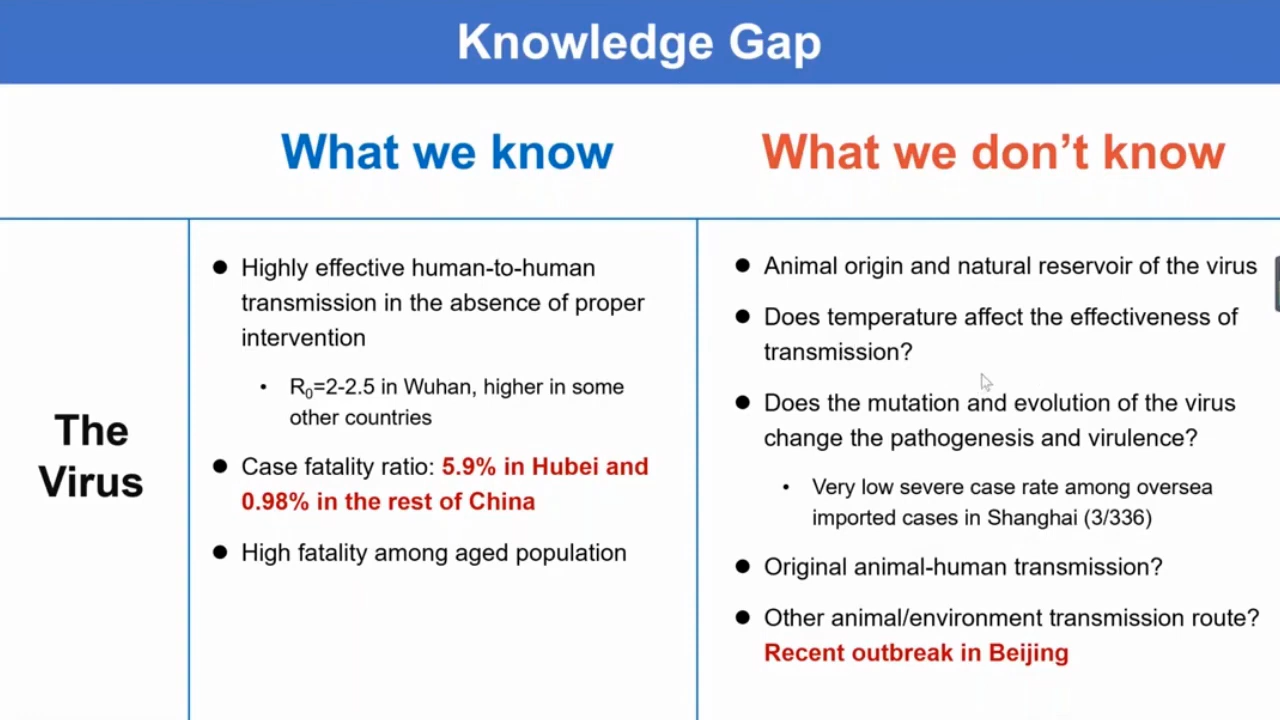 Knowledge Gap
What we know
What we don’t know
The
Virus
● Highly effective human-to-human
transmission in the absence of proper
intervention
• R₀=2-2.5 in Wuhan, higher in some
other countries
● Case fatality ratio: 5.9% in Hubei and
0.98% in the rest of China
● High fatality among aged population
● Animal origin and natural reservoir of the virus
● Does temperature affect the effectiveness of
transmission?
● Does the mutation and evolution of the virus
change the pathogenesis and virulence?
• Very low severe case rate among oversea
imported cases in Shanghai (3/336)
● Original animal-human transmission?
● Other animal/environment transmission route?
Recent outbreak in Beijing